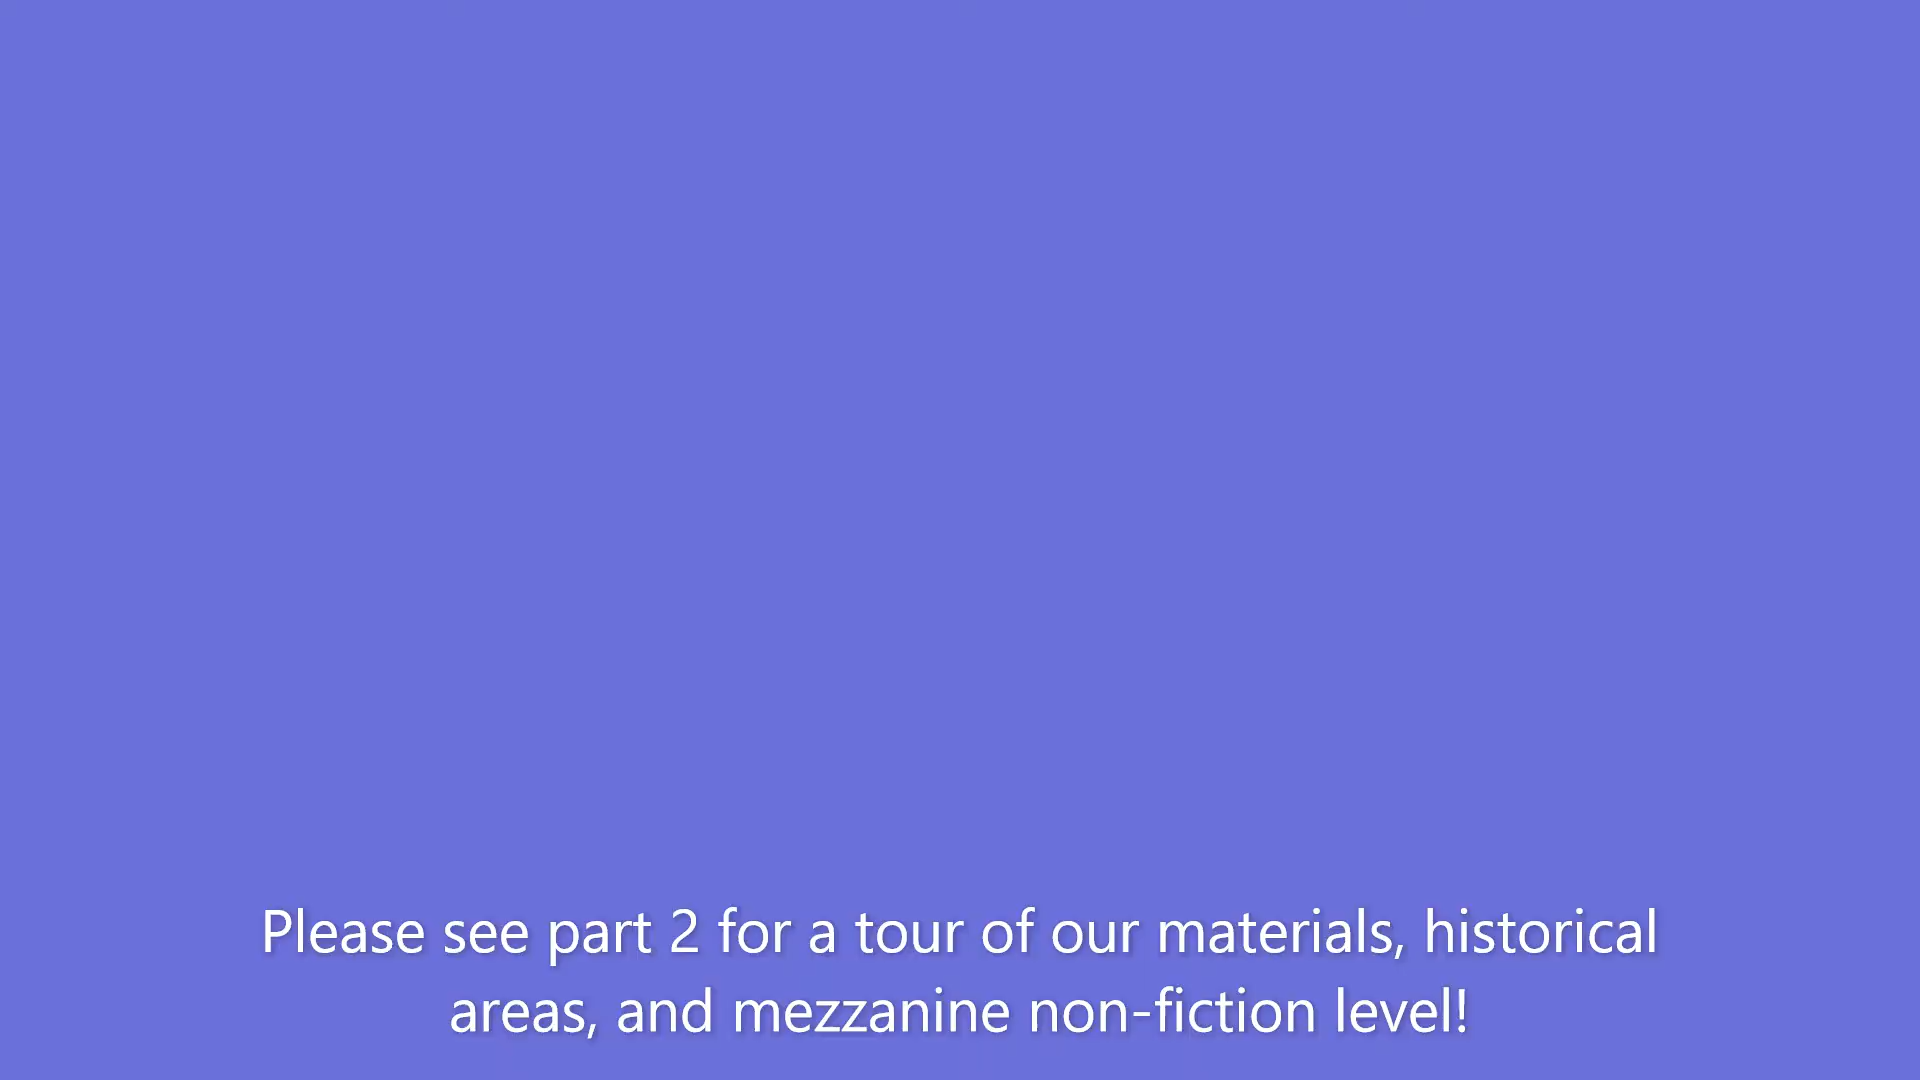 Please see part 2 for a tour of our materials, historical
areas, and mezzanine non-fiction level!